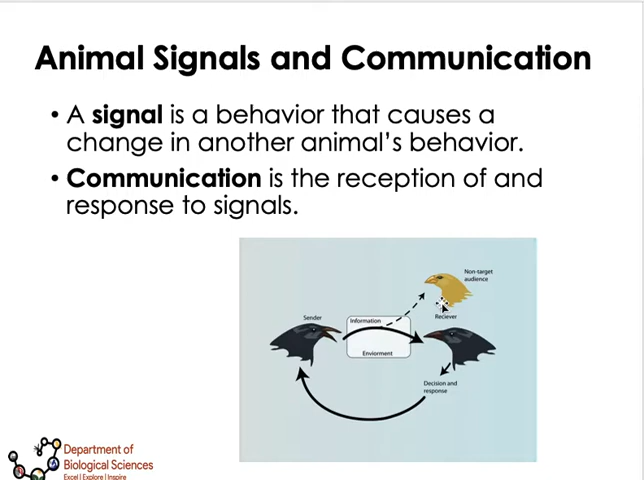 Animal Signals and Communication
• A signal is a behavior that causes a
change in another animal's behavior.
• Communication is the reception of and
response to signals.
Non-target
audience
Sender
Information
Reciever
Enviorment
Decision and
response
Department of
Biological Sciences
Excel | Explore | Inspire